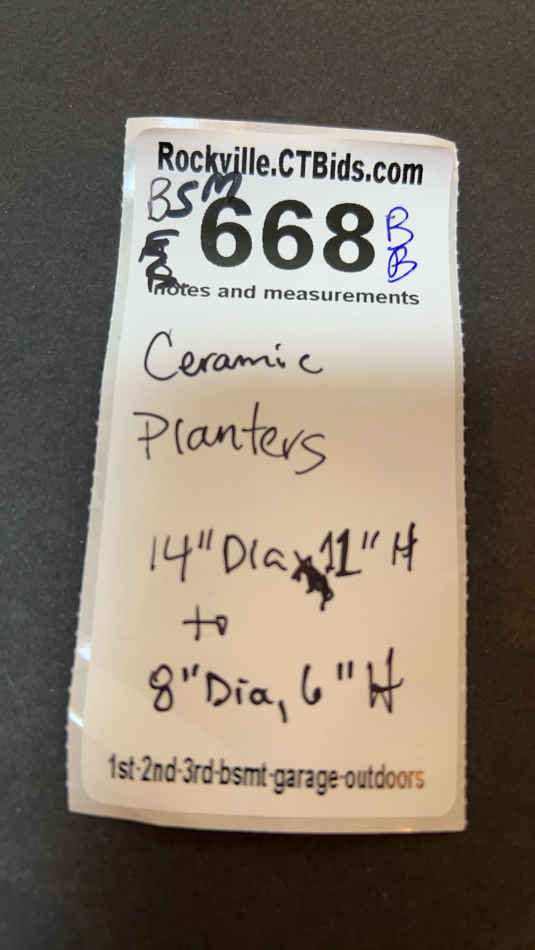 Rockville.CTBids.com
BSM
668
B
B
notes and measurements
Ceramic
Planters
14" Dia x 11" H
to
8" Dia, 6" H
1st-2nd-3rd-bsmt-garage-outdoors